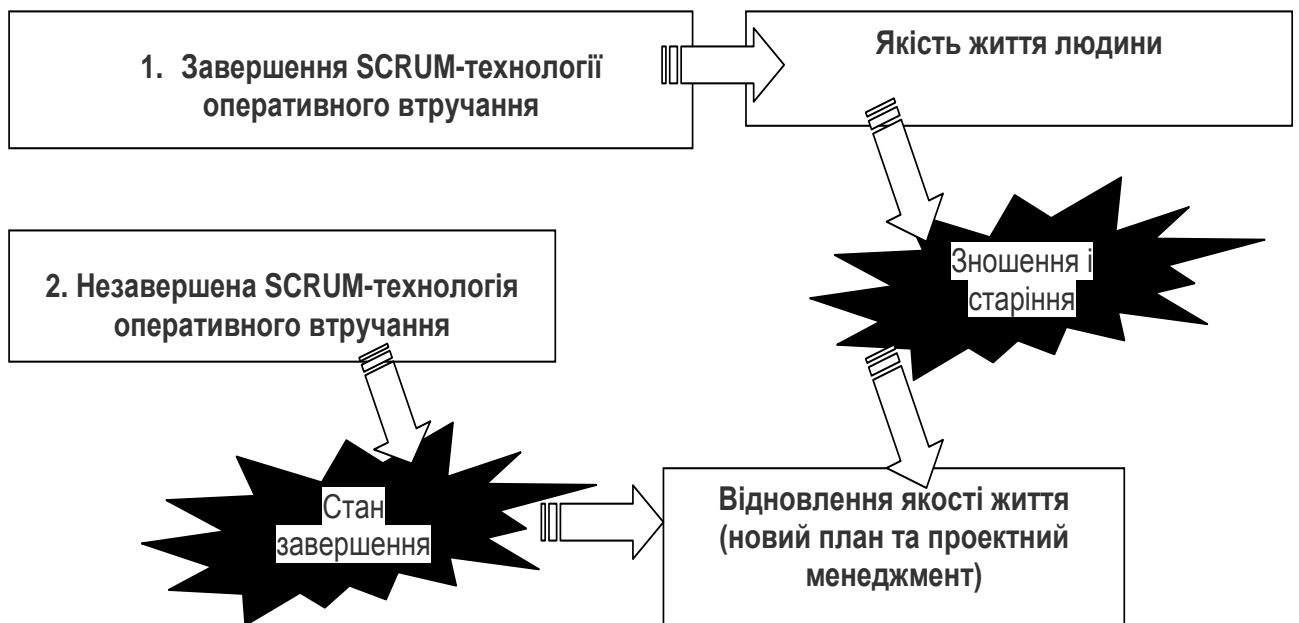 1. Завершення SCRUM-технології
оперативного втручання
Якість життя людини
Зношення і
старіння
2. Незавершена SCRUM-технологія
оперативного втручання
Стан
завершення
Відновлення якості життя
(новий план та проектний
менеджмент)